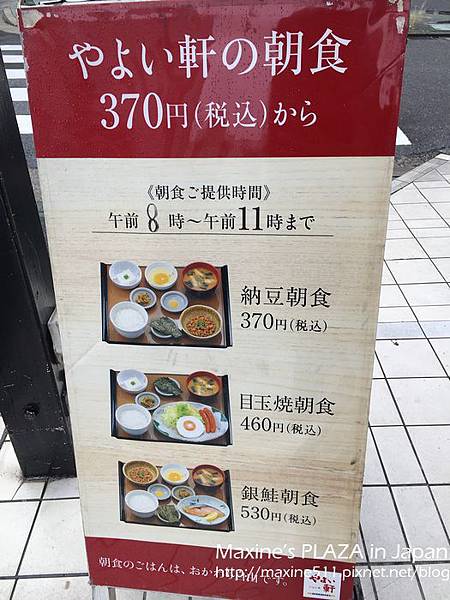 やよい軒の朝食
370円(税込)から
《朝食ご提供時間》
午前 8 時～午前11時まで
納豆朝食
370円(税込)
目玉焼朝食
460円(税込)
銀鮭朝食
530円(税込)
Maxine's PLAZA in Japan
朝食のごはんは、おかわり
です。
http://maxine511.pixnet.net/blog
やよい
軒